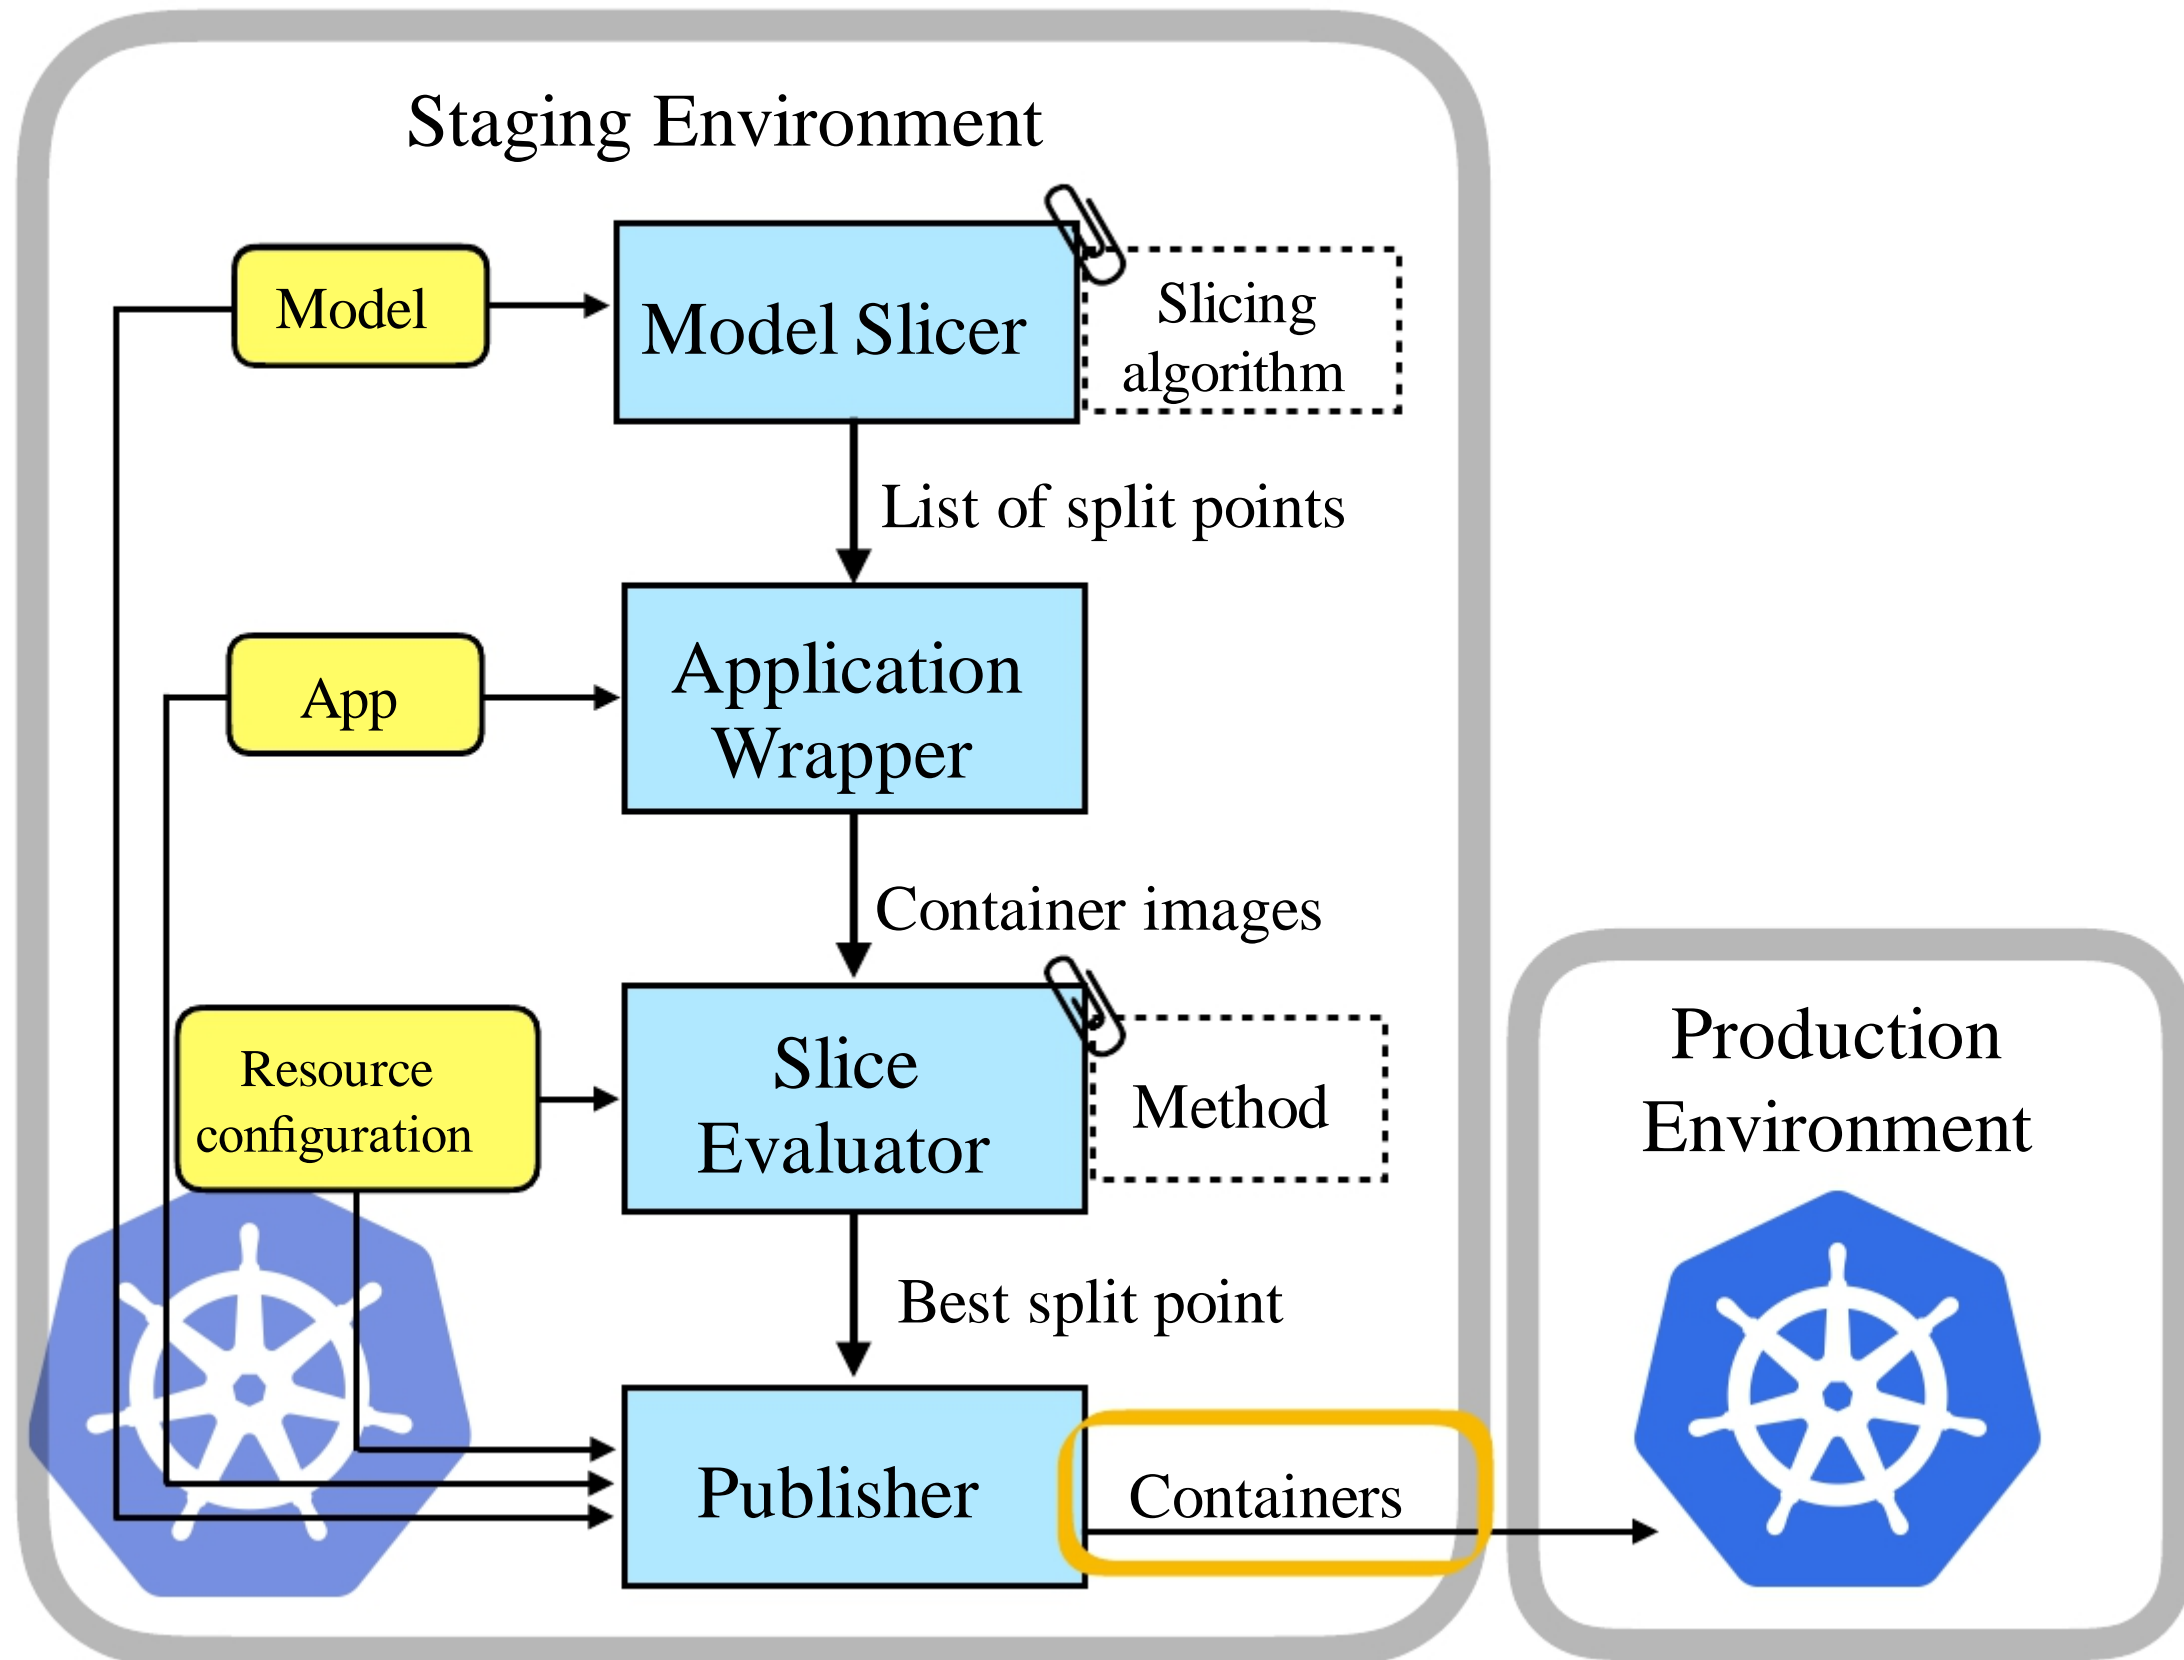 Staging Environment
Model
Model Slicer
Slicing
algorithm
List of split points
App
Application
Wrapper
Container images
Resource
configuration
Slice
Evaluator
Method
Best split point
Publisher
Containers
Production
Environment